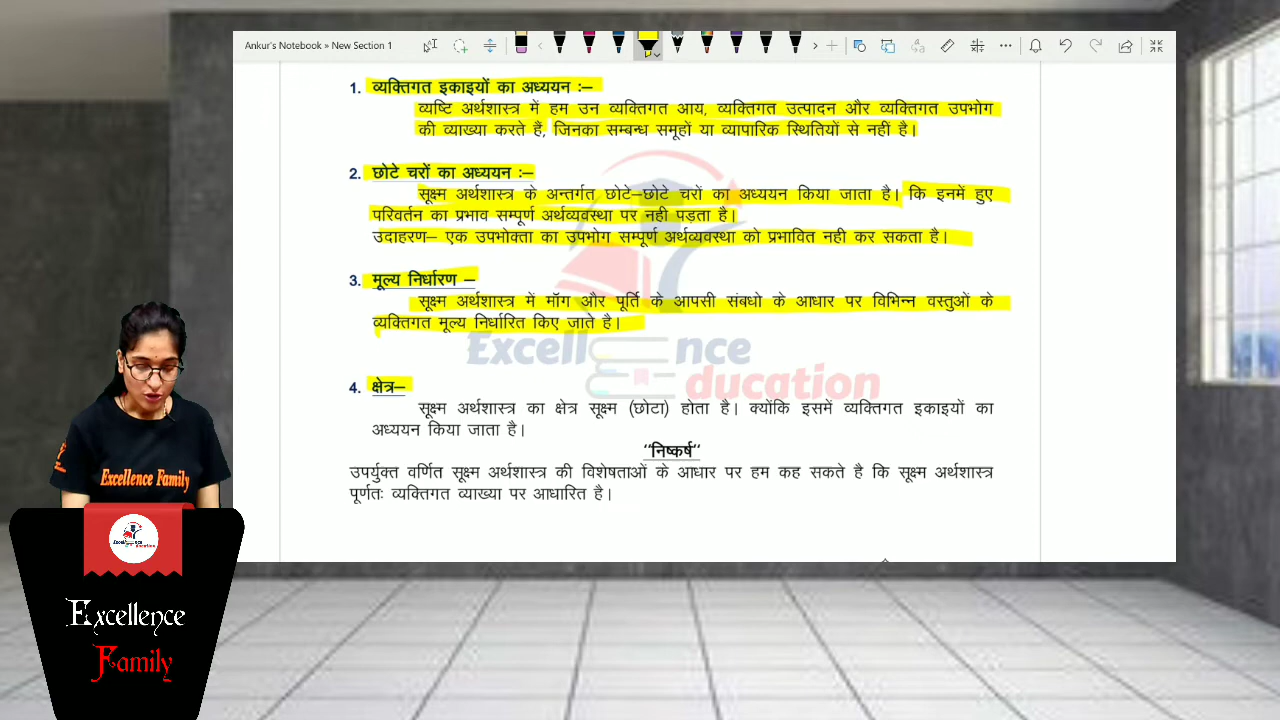 Ankur's Notebook » New Section 1
1. व्यक्तिगत इकाइयों का अध्ययन :–
व्यष्टि अर्थशास्त्र में हम उन व्यक्तिगत आय, व्यक्तिगत उत्पादन और व्यक्तिगत उपभोग
की व्याख्या करते हैं, जिनका सम्बन्ध समूहों या व्यापारिक स्थितियों से नहीं है।
2. छोटे चरों का अध्ययन :–
सूक्ष्म अर्थशास्त्र के अन्तर्गत छोटे–छोटे चरों का अध्ययन किया जाता है। कि इनमें हुए
परिवर्तन का प्रभाव सम्पूर्ण अर्थव्यवस्था पर नही पड़ता है।
उदाहरण– एक उपभोक्ता का उपभोग सम्पूर्ण अर्थव्यवस्था को प्रभावित नही कर सकता है।
3. मूल्य निर्धारण –
सूक्ष्म अर्थशास्त्र में मॉग और पूर्ति के आपसी संबधो के आधार पर विभिन्न वस्तुओं के
व्यक्तिगत मूल्य निर्धारित किए जाते है।
Excellence
ducation
4. क्षेत्र–
सूक्ष्म अर्थशास्त्र का क्षेत्र सूक्ष्म (छोटा) होता है। क्योंकि इसमें व्यक्तिगत इकाइयों का
अध्ययन किया जाता है।
"निष्कर्ष"
उपर्युक्त वर्णित सूक्ष्म अर्थशास्त्र की विशेषताओं के आधार पर हम कह सकते है कि सूक्ष्म अर्थशास्त्र
पूर्णतः व्यक्तिगत व्याख्या पर आधारित है।
Excellence Family
Excellence
ducation
Excellence
Family